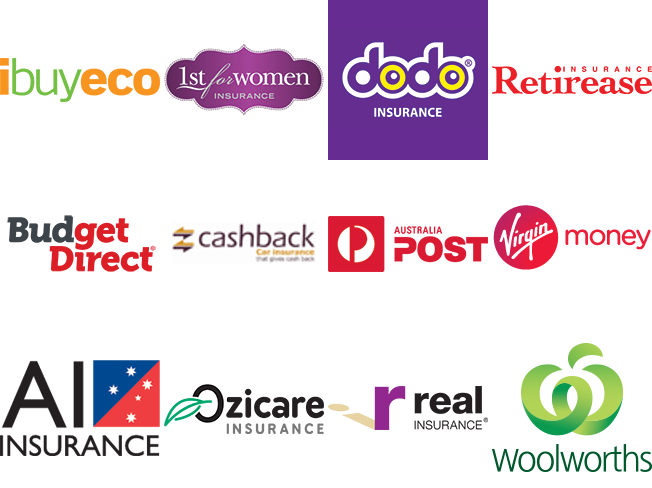 ibuyeco
1st for women
INSURANCE
dodo®
INSURANCE
INSURANCE
Retirease
Budget
Direct®
cashback
Car insurance
that gives cash back
AUSTRALIA
POST
Virgin money
AI
INSURANCE
Ozicare
INSURANCE
r real
INSURANCE®
Woolworths